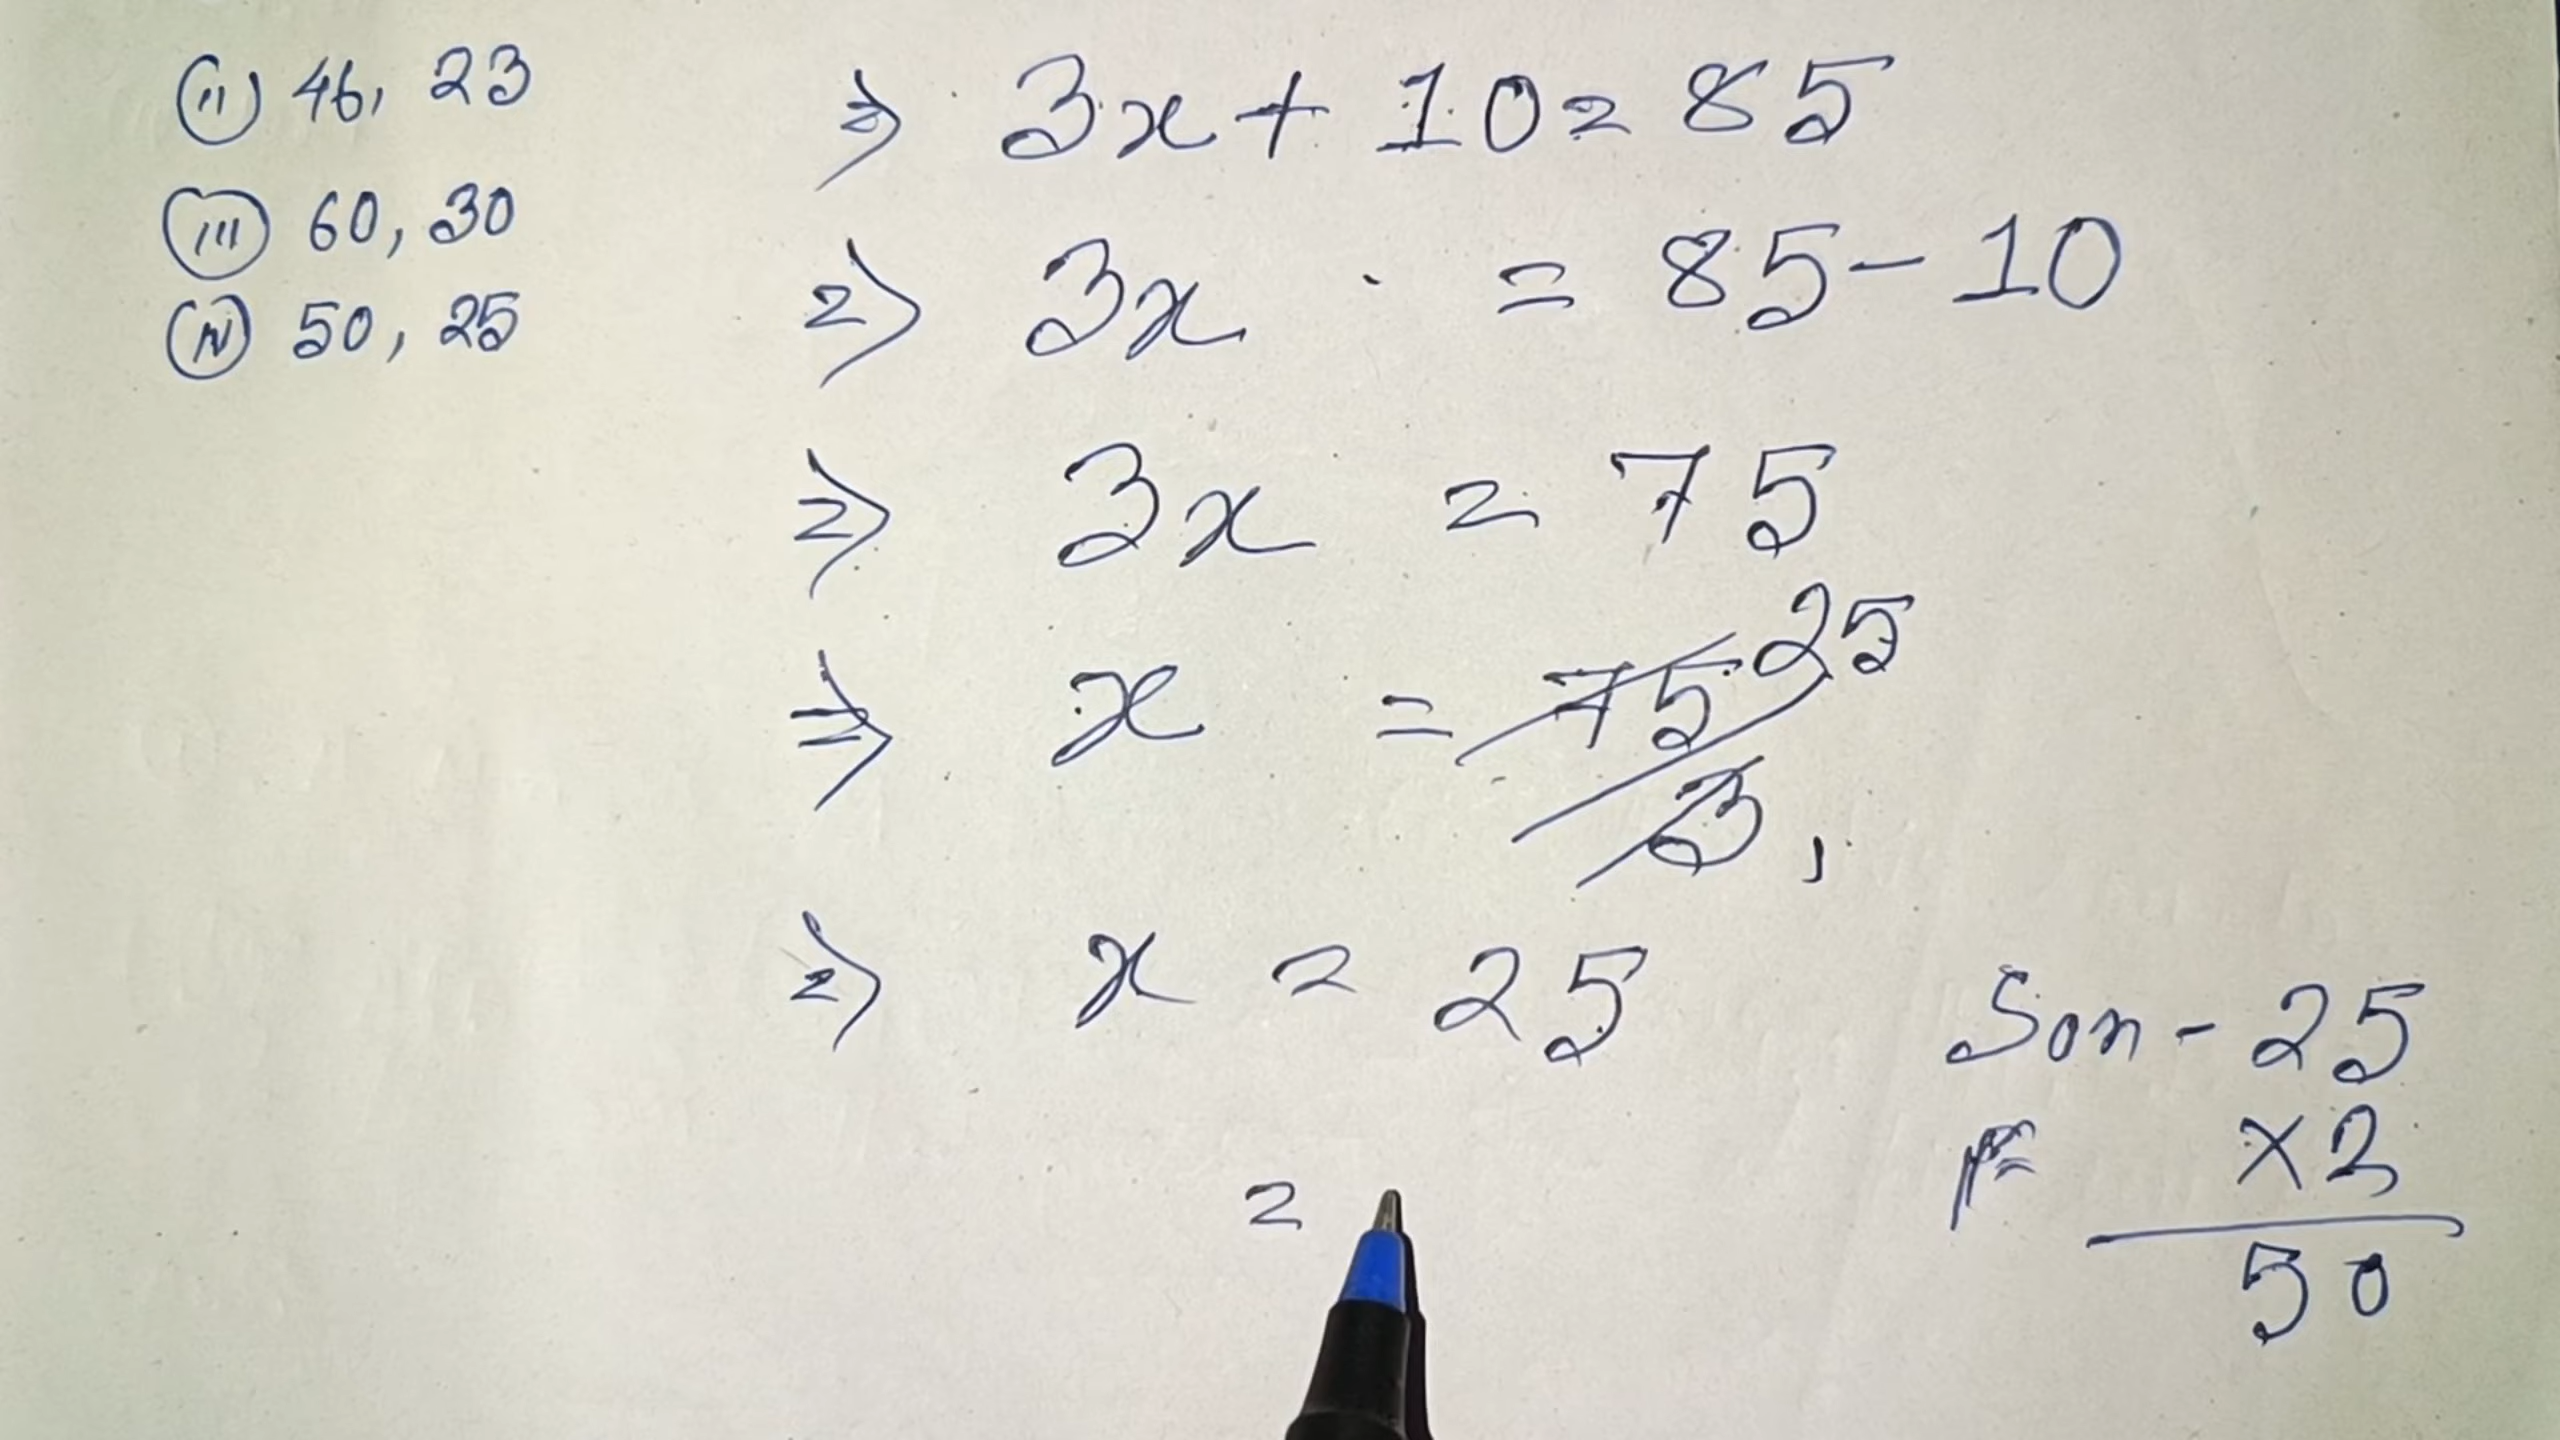 (ii) 46, 23
(iii) 60, 30
(iv) 50, 25
⇒ 3x + 10 = 85
⇒ 3x = 85 - 10
⇒ 3x = 75
⇒ x = 75/3 25 1
⇒ x = 25
=
Son - 25
F = × 2
50